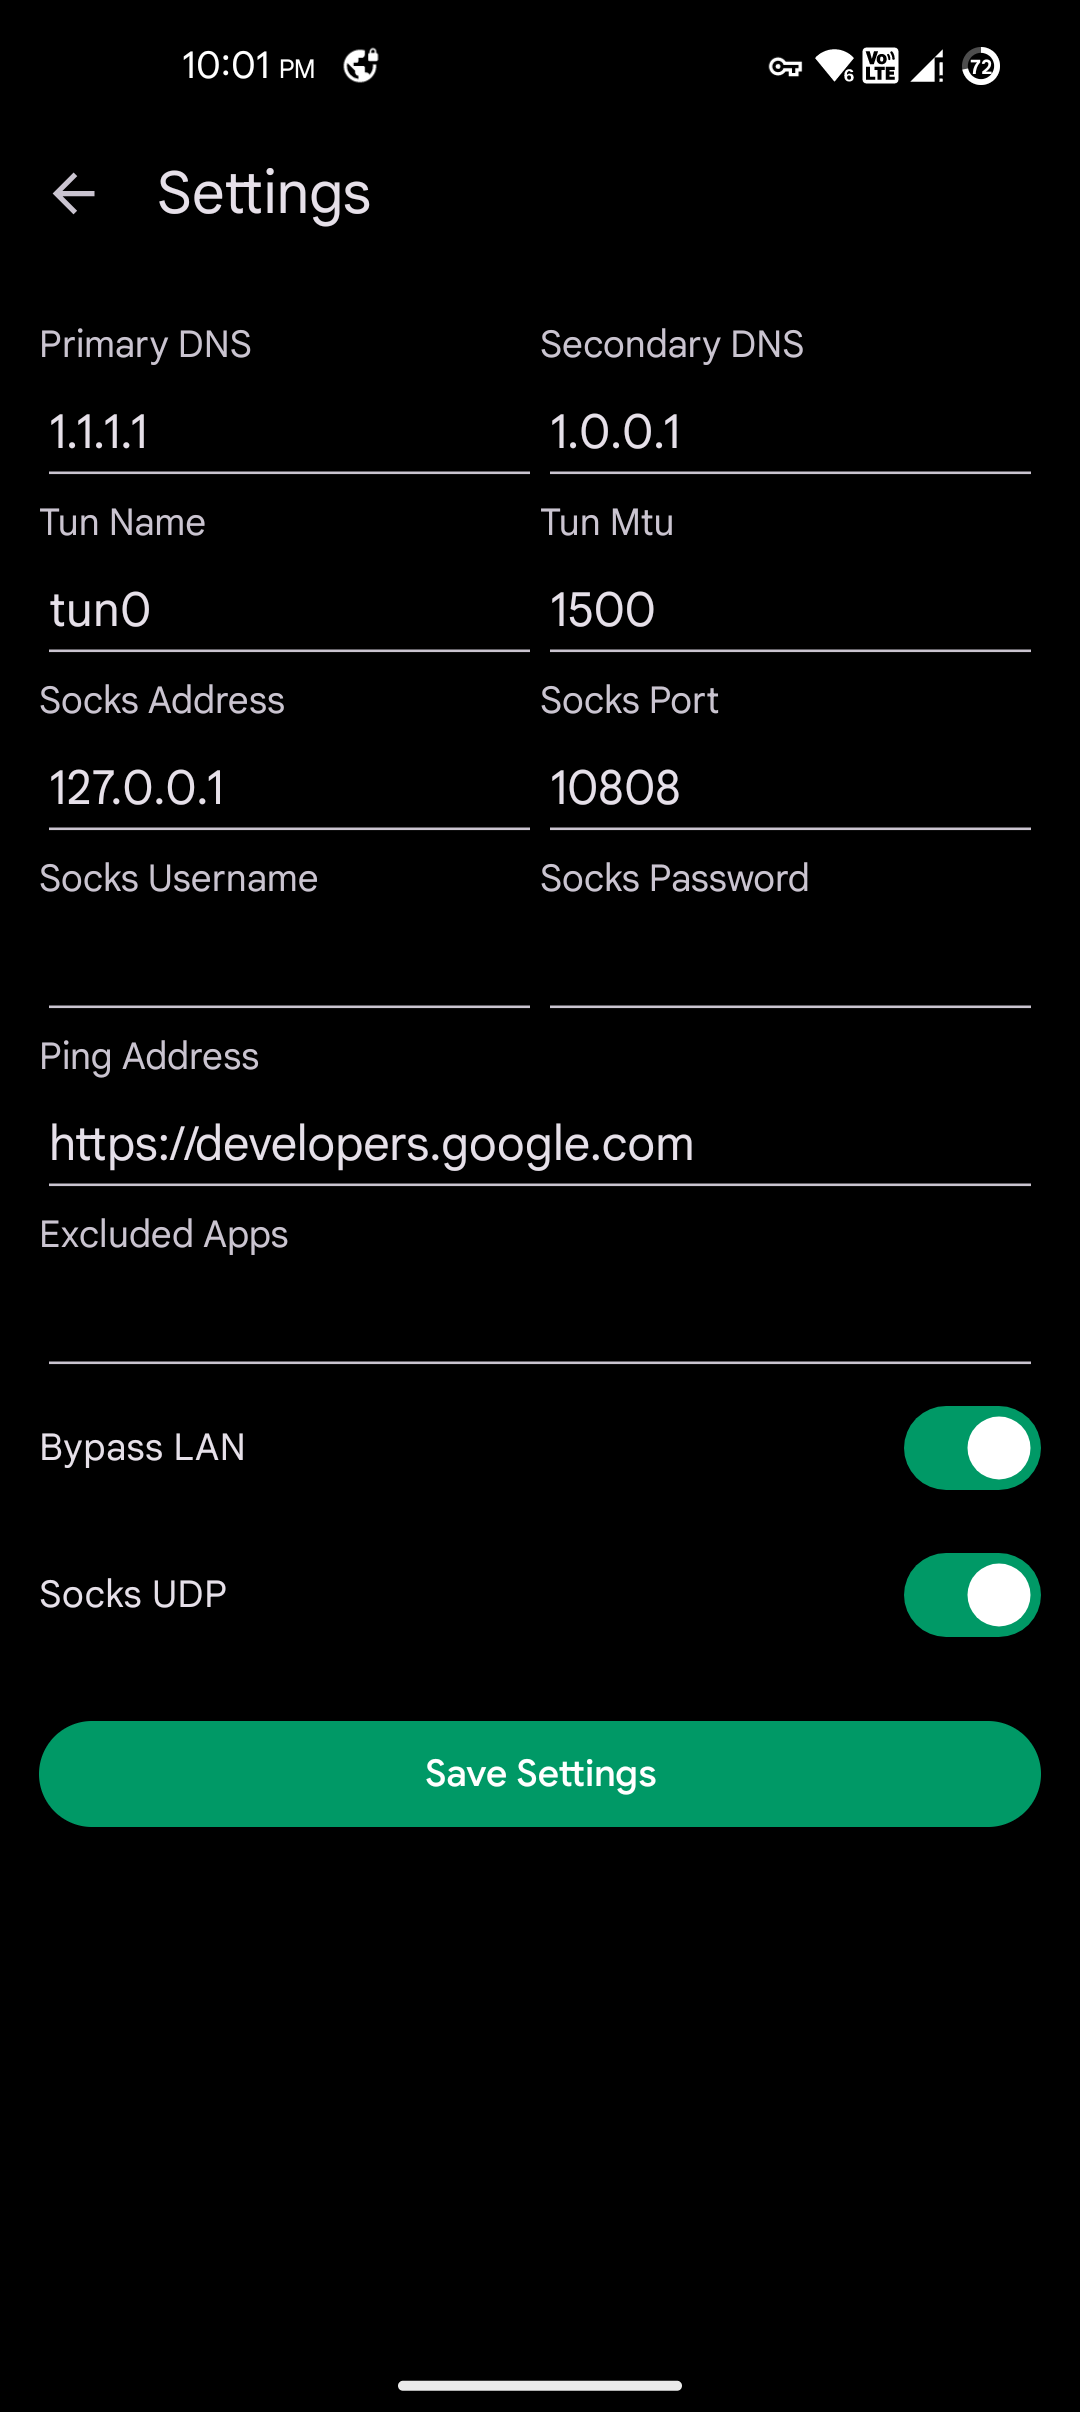 10:01 PM
6
Vo LTE
72
Settings
Primary DNS
Secondary DNS
1.1.1.1
1.0.0.1
Tun Name
Tun Mtu
tun0
1500
Socks Address
Socks Port
127.0.0.1
10808
Socks Username
Socks Password
Ping Address
https://developers.google.com
Excluded Apps
Bypass LAN
Socks UDP
Save Settings